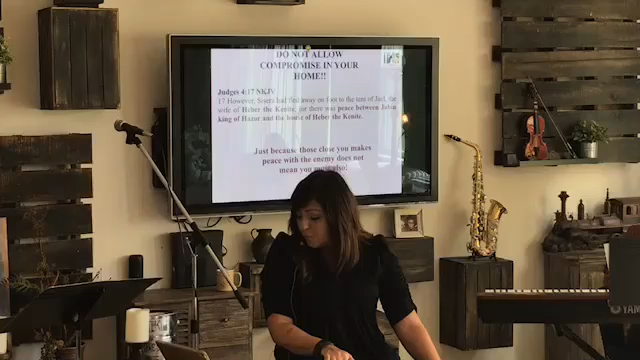 DO NOT ALLOW
COMPROMISE IN YOUR
HOME!!
Judges 4:17 NKJV
17 However, Sisera had fled away on foot to the tent of Jael, the
wife of Heber the Kenite; for there was peace between Jabin
king of Hazor and the house of Heber the Kenite.
Just because those close you makes
peace with the enemy does not
mean you must also!
YAMAHA